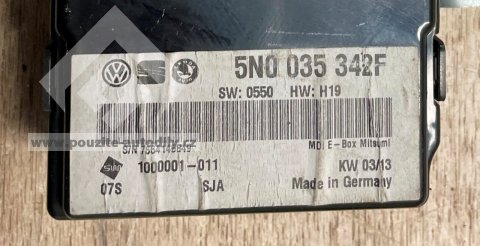 5N0 035 342F
SW: 0550 HW: H19
MDI E-Box Mitsumi
www.pouzite-autodily.cz
S/N 7584148849
1000001-011 KW 03/13
07S SJA Made in Germany